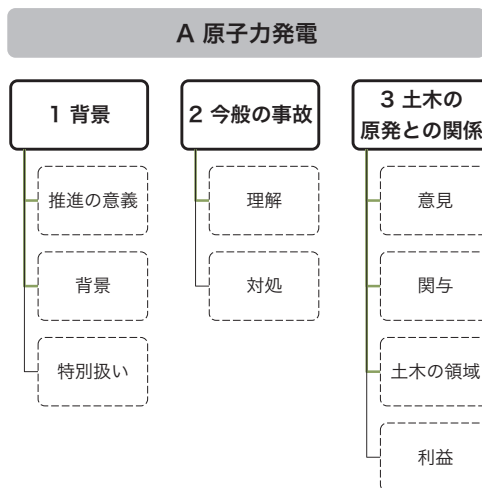 A 原子力発電
1 背景
推進の意義
背景
特別扱い
2 今般の事故
理解
対処
3 土木の
原発との関係
意見
関与
土木の領域
利益